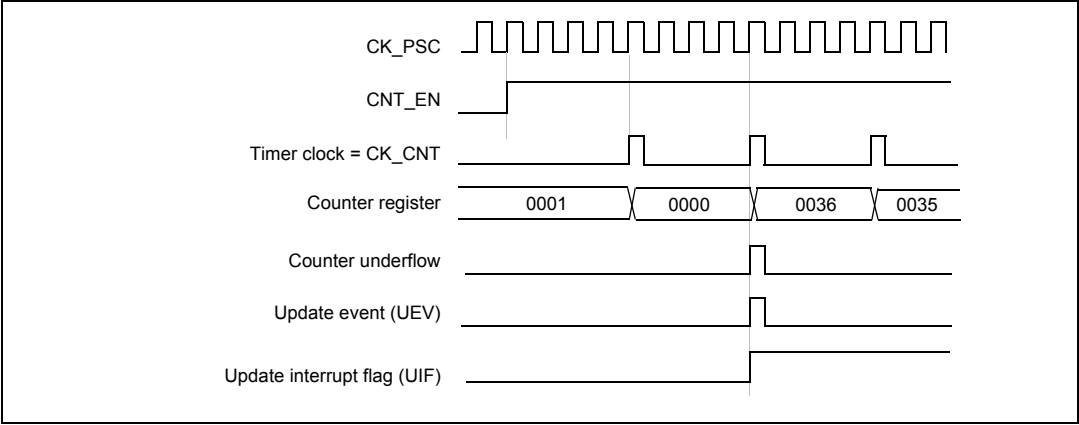 CK_PSC
CNT_EN
Timer clock = CK_CNT
Counter register 0001 0000 0036 0035
Counter underflow
Update event (UEV)
Update interrupt flag (UIF)